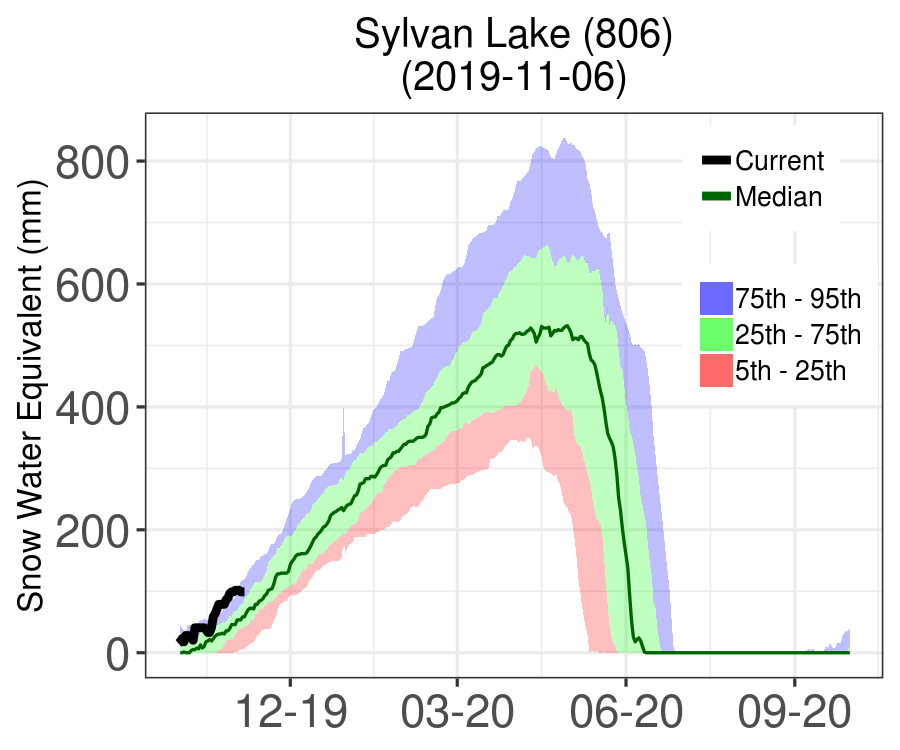 Sylvan Lake (806)
(2019-11-06)
Snow Water Equivalent (mm)
800
600
400
200
0
12-19
03-20
06-20
09-20
Current
Median
75th - 95th
25th - 75th
5th - 25th